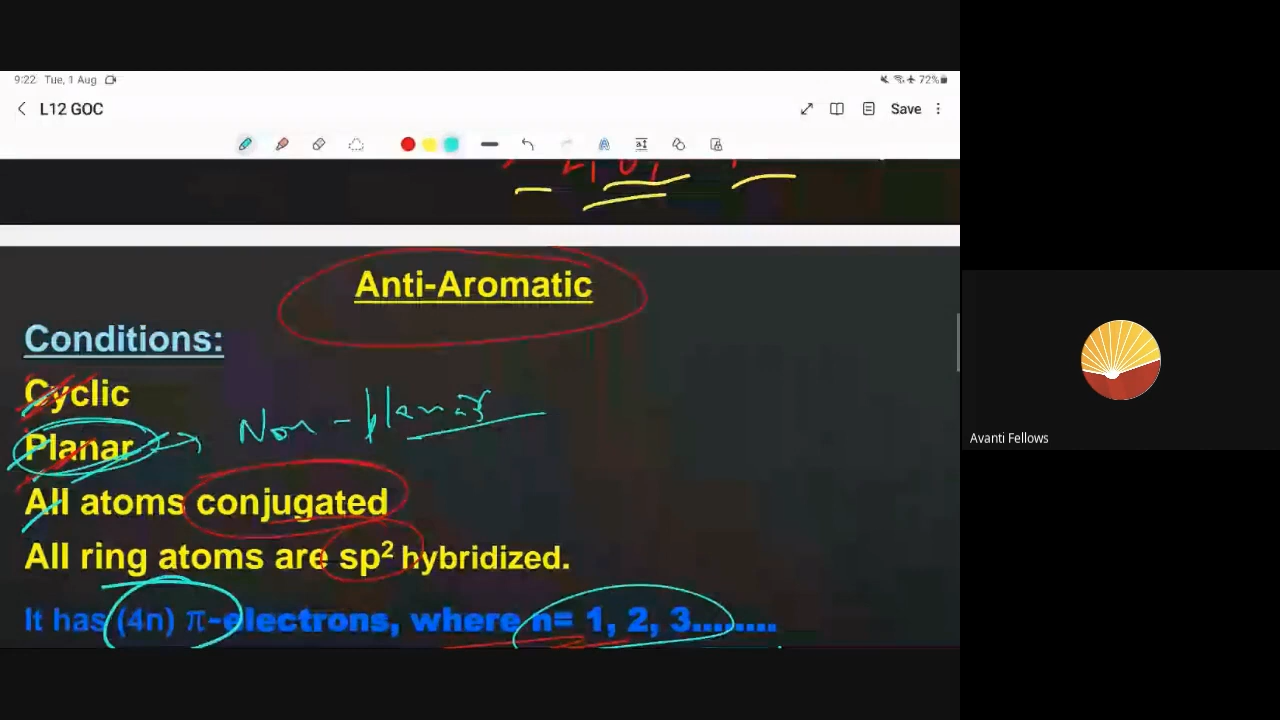 9:22 Tue, 1 Aug 72%
L12 GOC Save
Anti-Aromatic
Conditions:
Cyclic
Planar Non-planar
All atoms conjugated
All ring atoms are sp² hybridized.
It has (4n) π-electrons, where n= 1, 2, 3........
Avanti Fellows